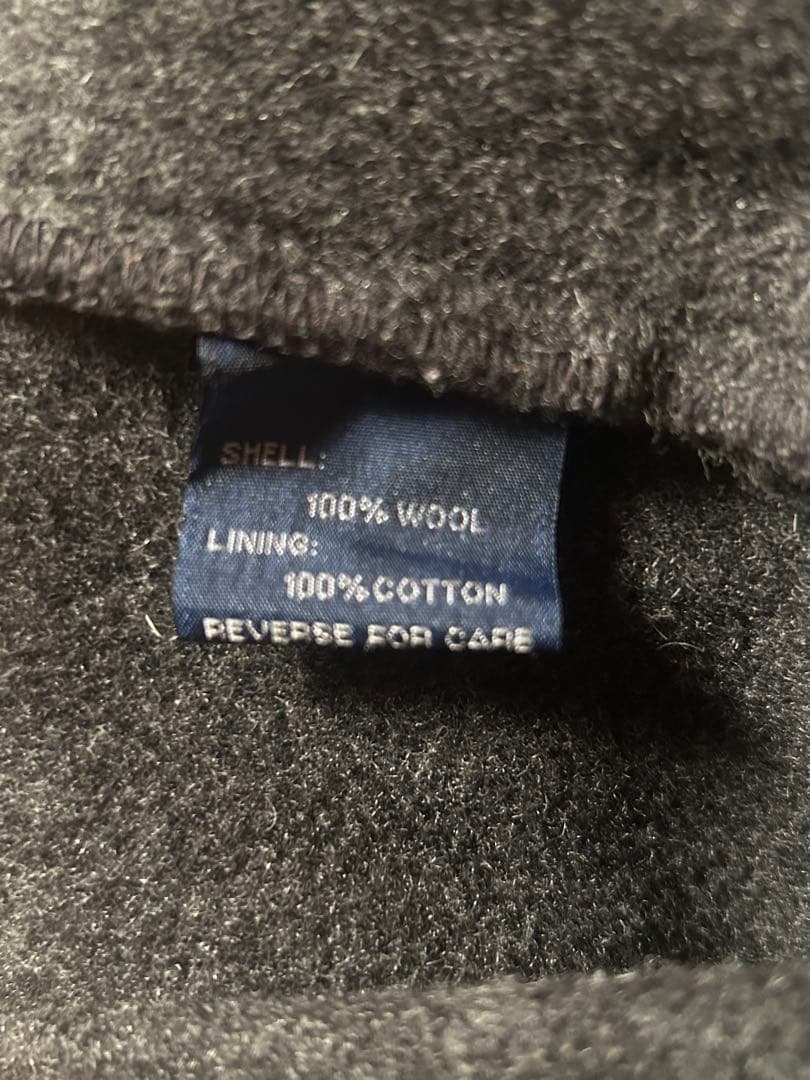 SHELL:
100% WOOL
LINING:
100% COTTON
REVERSE FOR CARE